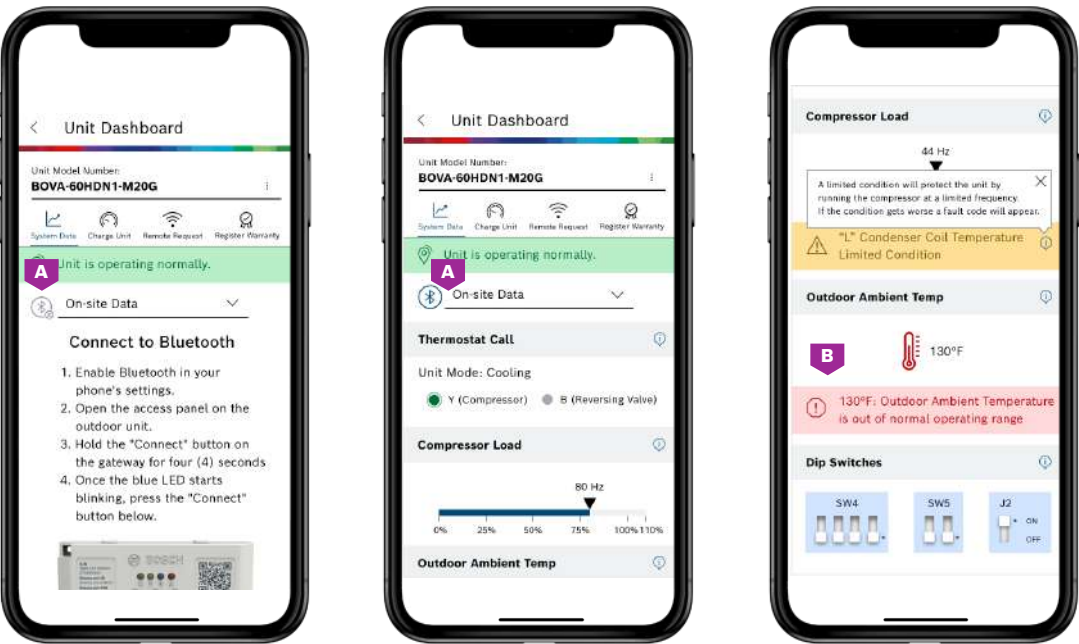 Unit Dashboard
Unit Model Number:
BOVA-60HDN1-M20G
System Data
Charge Unit
Remote Request
Register Warranty
Unit is operating normally.
A
On-site Data
Connect to Bluetooth
1. Enable Bluetooth in your
phone's settings.
2. Open the access panel on the
outdoor unit.
3. Hold the "Connect" button on
the gateway for four (4) seconds
4. Once the blue LED starts
blinking, press the "Connect"
button below.
BOSCH
Unit Dashboard
Unit Model Number:
BOVA-60HDN1-M20G
System Data
Charge Unit
Remote Request
Register Warranty
Unit is operating normally.
A
On-site Data
Thermostat Call
Unit Mode: Cooling
Y (Compressor)
B (Reversing Valve)
Compressor Load
80 Hz
0% 25% 50% 75% 100% 110%
Outdoor Ambient Temp
Compressor Load
44 Hz
A limited condition will protect the unit by
running the compressor at a limited frequency.
If the condition gets worse a fault code will appear.
"L" Condenser Coil Temperature
Limited Condition
Outdoor Ambient Temp
B
130°F
130°F: Outdoor Ambient Temperature
is out of normal operating range
Dip Switches
SW4
SW5
J2
ON
OFF